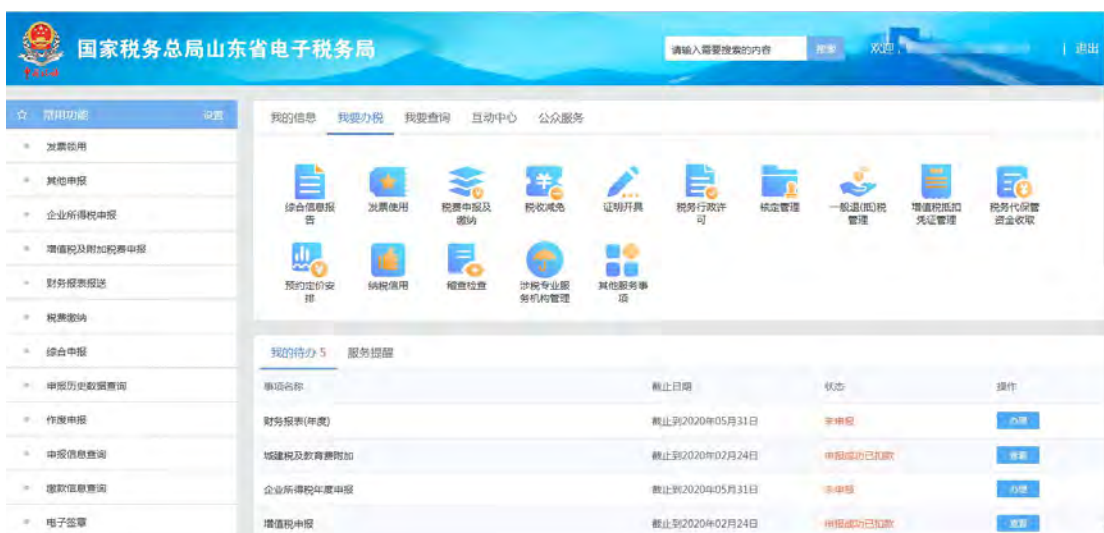 国家税务总局山东省电子税务局
请输入需要搜索的内容
搜索
欢迎,
退出
常用功能
设置
发票领用
其他申报
企业所得税申报
增值税及附加税费申报
财务报表报送
税费缴纳
综合申报
申报历史数据查询
作废申报
申报信息查询
缴款信息查询
电子签章
我的信息 我要办税 我要查询 互动中心 公众服务
综合信息报
告
发票使用
税费申报及
缴纳
税收减免
证明开具
税务行政许
可
核定管理
一般退(抵)税
管理
增值税抵扣
凭证管理
税务代保管
资金收取
预约定价安
排
纳税信用
稽查检查
涉税专业服
务机构管理
其他服务事
项
我的待办 5 服务提醒
事项名称 截止日期 状态 操作
财务报表(年度) 截止到2020年05月31日 未申报 办理
城建税及教育费附加 截止到2020年02月24日 申报成功已扣款 查看
企业所得税年度申报 截止到2020年05月31日 未申报 办理
增值税申报 截止到2020年02月24日 申报成功已扣款 查看